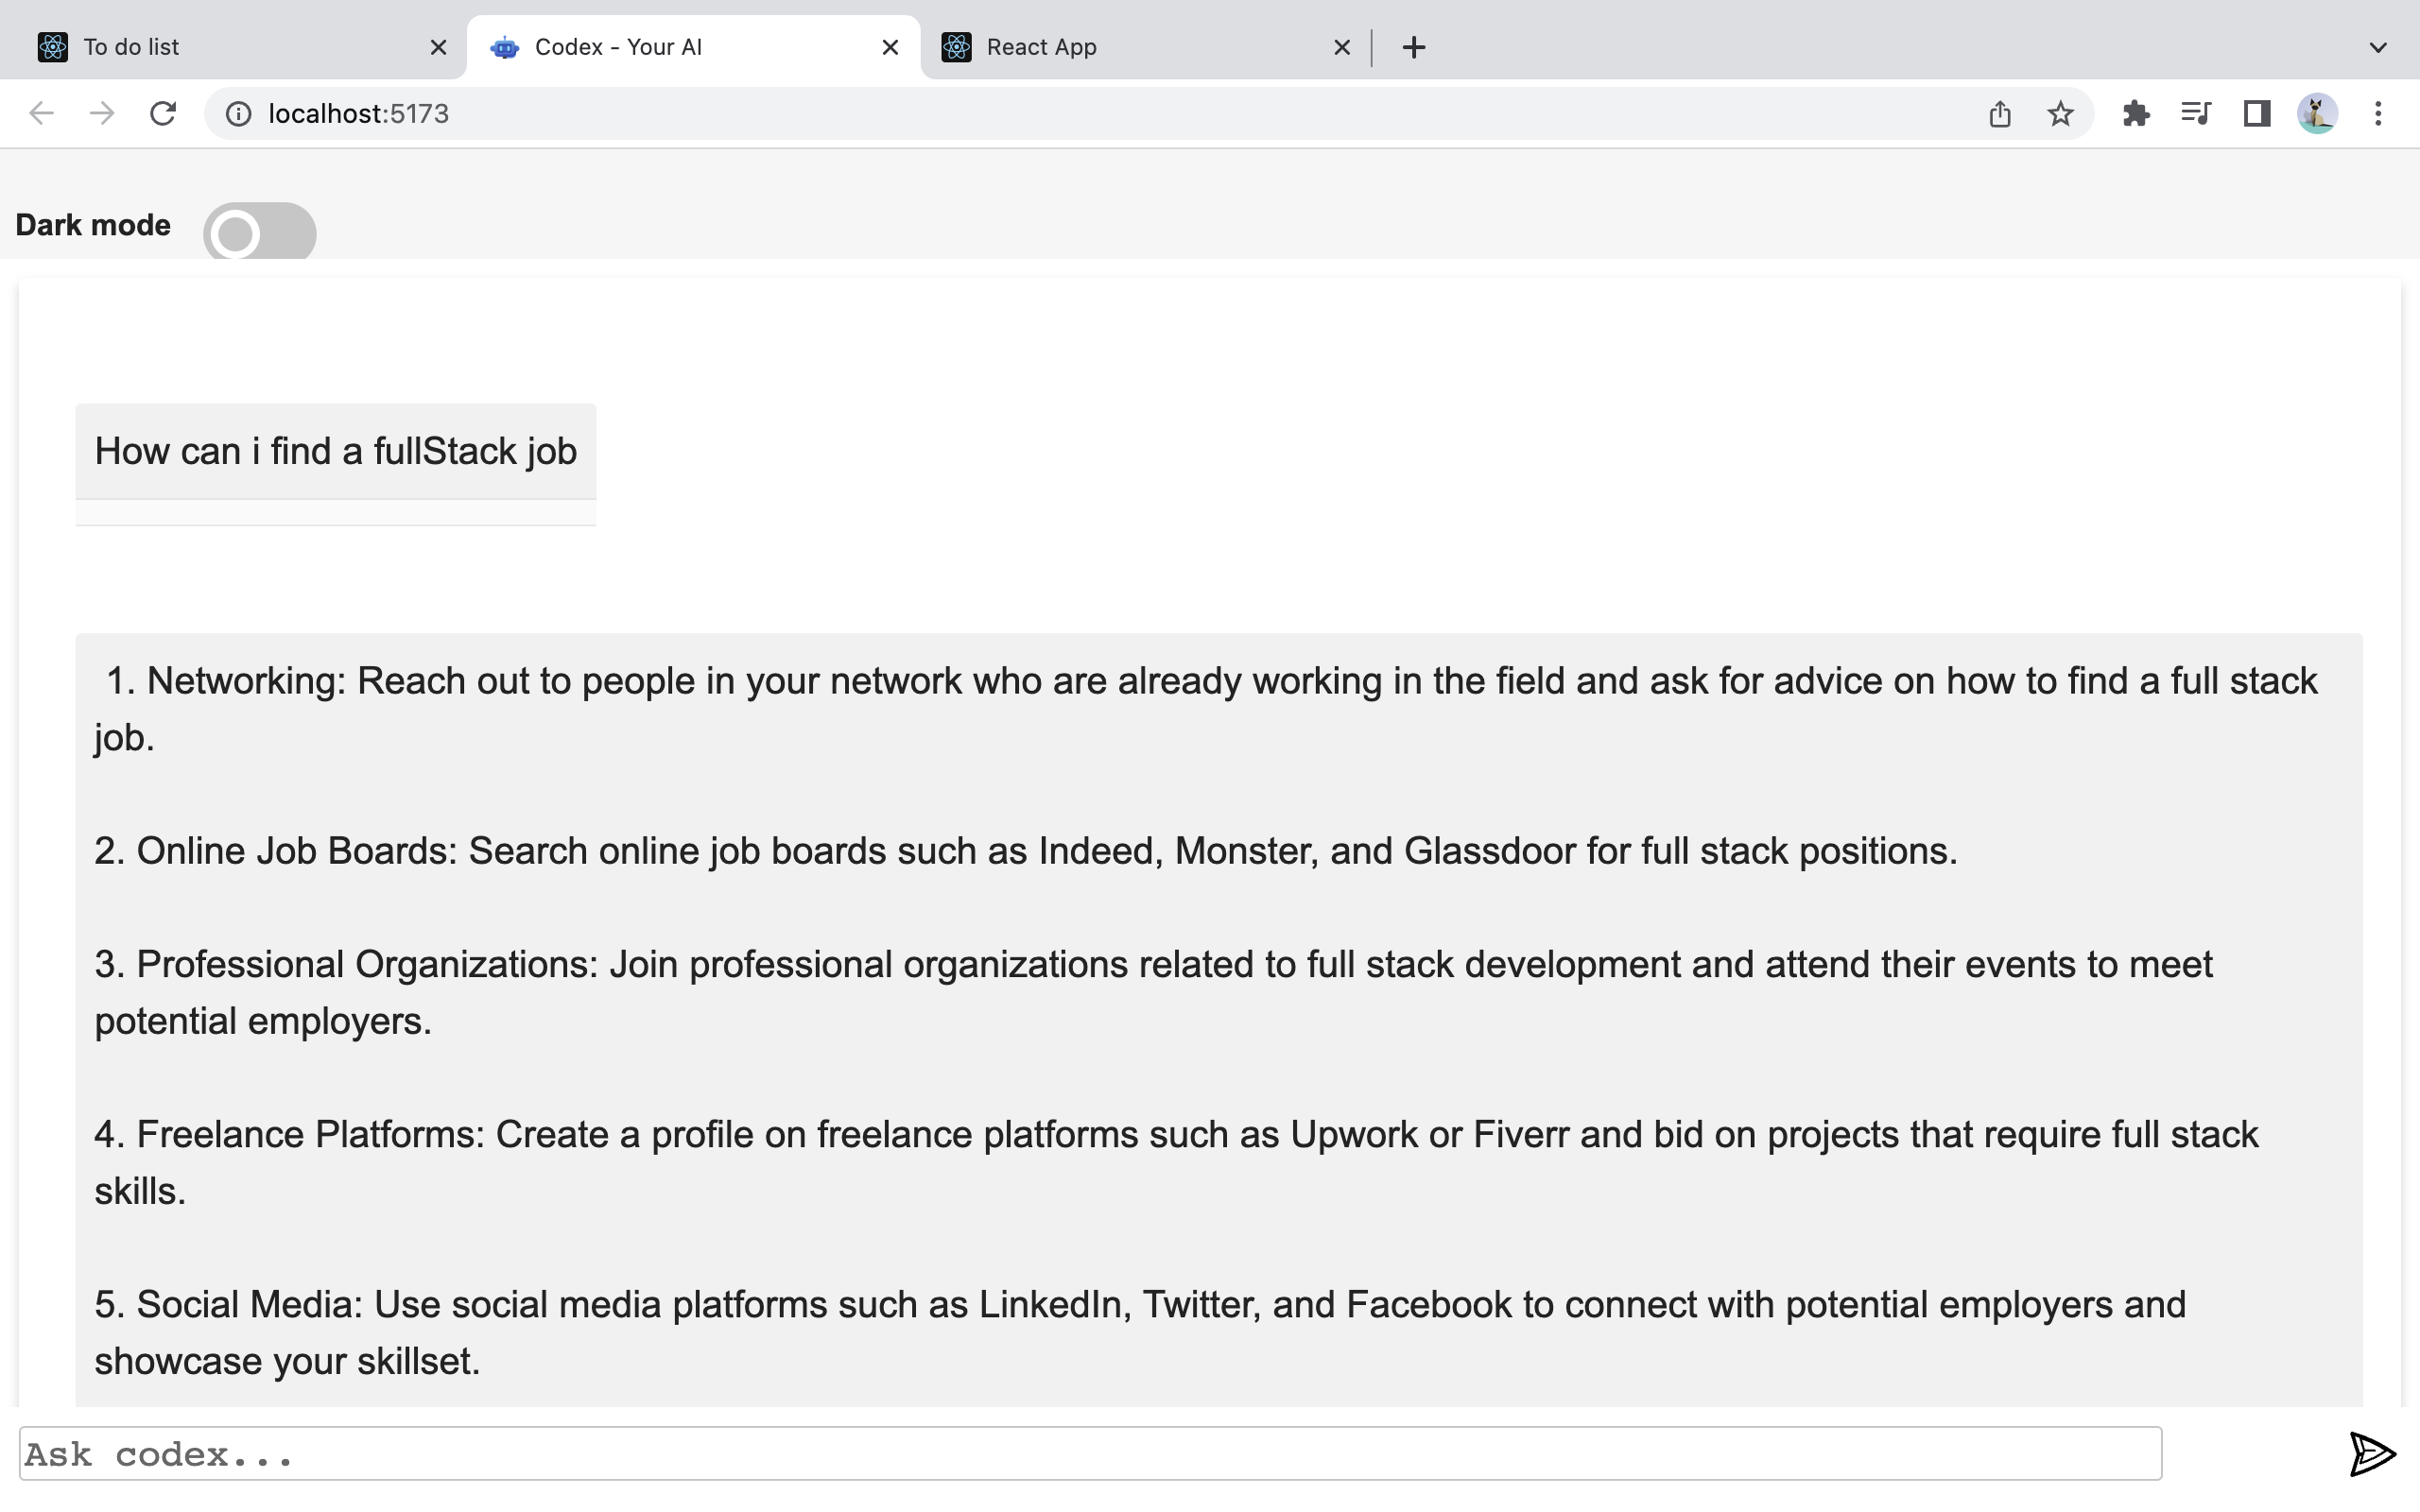 To do list
Codex - Your AI
React App
localhost:5173
Dark mode
How can i find a fullStack job
1. Networking: Reach out to people in your network who are already working in the field and ask for advice on how to find a full stack
job.
2. Online Job Boards: Search online job boards such as Indeed, Monster, and Glassdoor for full stack positions.
3. Professional Organizations: Join professional organizations related to full stack development and attend their events to meet
potential employers.
4. Freelance Platforms: Create a profile on freelance platforms such as Upwork or Fiverr and bid on projects that require full stack
skills.
5. Social Media: Use social media platforms such as LinkedIn, Twitter, and Facebook to connect with potential employers and
showcase your skillset.
Ask codex...